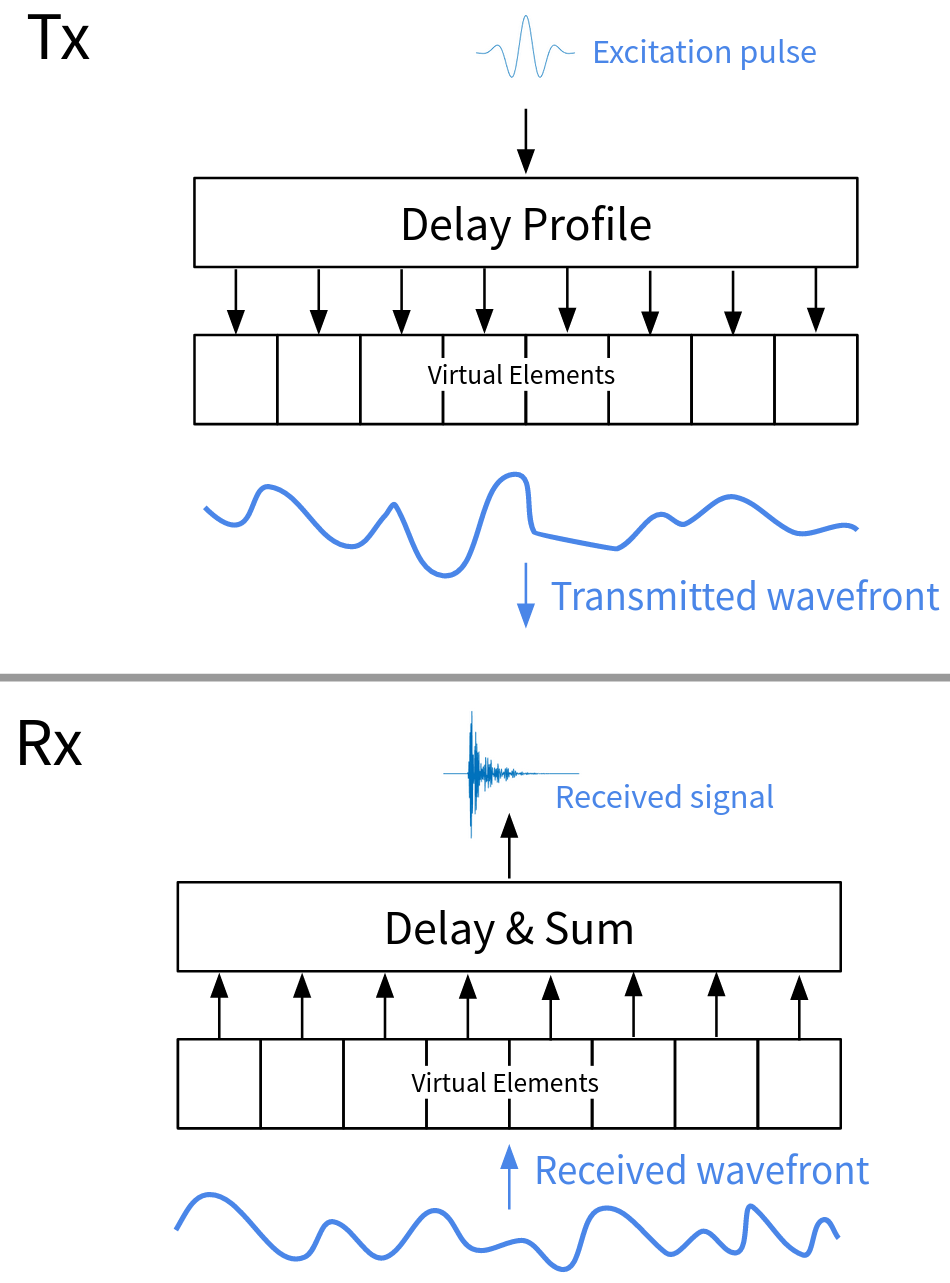 Tx
Excitation pulse
Delay Profile
Virtual Elements
Transmitted wavefront
Rx
Received signal
Delay & Sum
Virtual Elements
Received wavefront